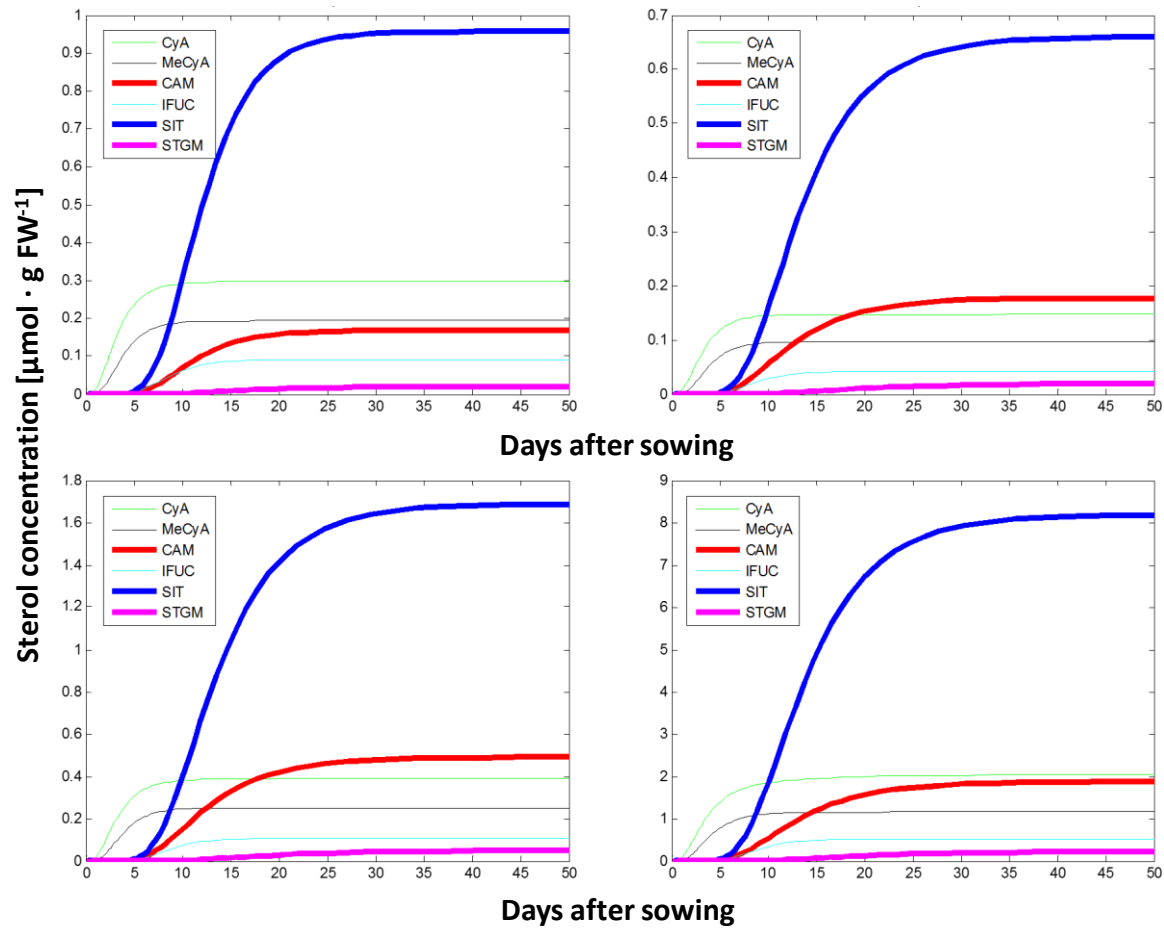 Sterol concentration [µmol · g FW-1]
1
0.9
0.8
0.7
0.6
0.5
0.4
0.3
0.2
0.1
0
0 5 10 15 20 25 30 35 40 45 50
CyA
MeCyA
CAM
IFUC
SIT
STGM
0.7
0.6
0.5
0.4
0.3
0.2
0.1
0
0 5 10 15 20 25 30 35 40 45 50
CyA
MeCyA
CAM
IFUC
SIT
STGM
Days after sowing
1.8
1.6
1.4
1.2
1
0.8
0.6
0.4
0.2
0
0 5 10 15 20 25 30 35 40 45 50
CyA
MeCyA
CAM
IFUC
SIT
STGM
9
8
7
6
5
4
3
2
1
0
0 5 10 15 20 25 30 35 40 45 50
CyA
MeCyA
CAM
IFUC
SIT
STGM
Days after sowing